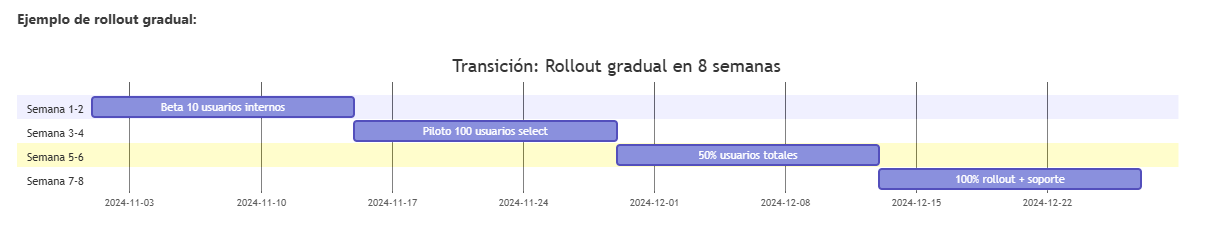 Ejemplo de rollout gradual:
Transición: Rollout gradual en 8 semanas
Semana 1-2 Beta 10 usuarios internos
Semana 3-4 Piloto 100 usuarios select
Semana 5-6 50% usuarios totales
Semana 7-8 100% rollout + soporte
2024-11-03 2024-11-10 2024-11-17 2024-11-24 2024-12-01 2024-12-08 2024-12-15 2024-12-22